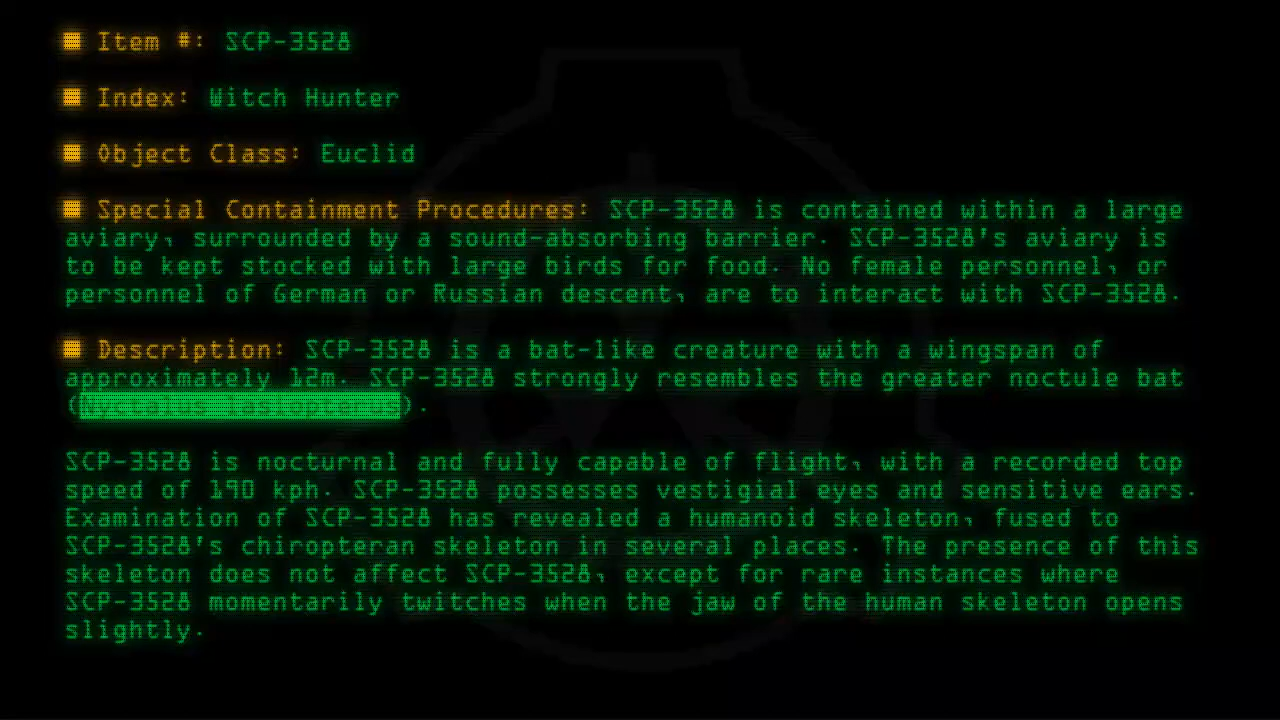 ■ Item #: SCP-3528
■ Index: Witch Hunter
■ Object Class: Euclid
■ Special Containment Procedures: SCP-3528 is contained within a large
aviary, surrounded by a sound-absorbing barrier. SCP-3528's aviary is
to be kept stocked with large birds for food. No female personnel, or
personnel of German or Russian descent, are to interact with SCP-3528.
■ Description: SCP-3528 is a bat-like creature with a wingspan of
approximately 12m. SCP-3528 strongly resembles the greater noctule bat
(Nyctalus lasiopterus).
SCP-3528 is nocturnal and fully capable of flight, with a recorded top
speed of 190 kph. SCP-3528 possesses vestigial eyes and sensitive ears.
Examination of SCP-3528 has revealed a humanoid skeleton, fused to
SCP-3528's chiropteran skeleton in several places. The presence of this
skeleton does not affect SCP-3528, except for rare instances where
SCP-3528 momentarily twitches when the jaw of the human skeleton opens
slightly.